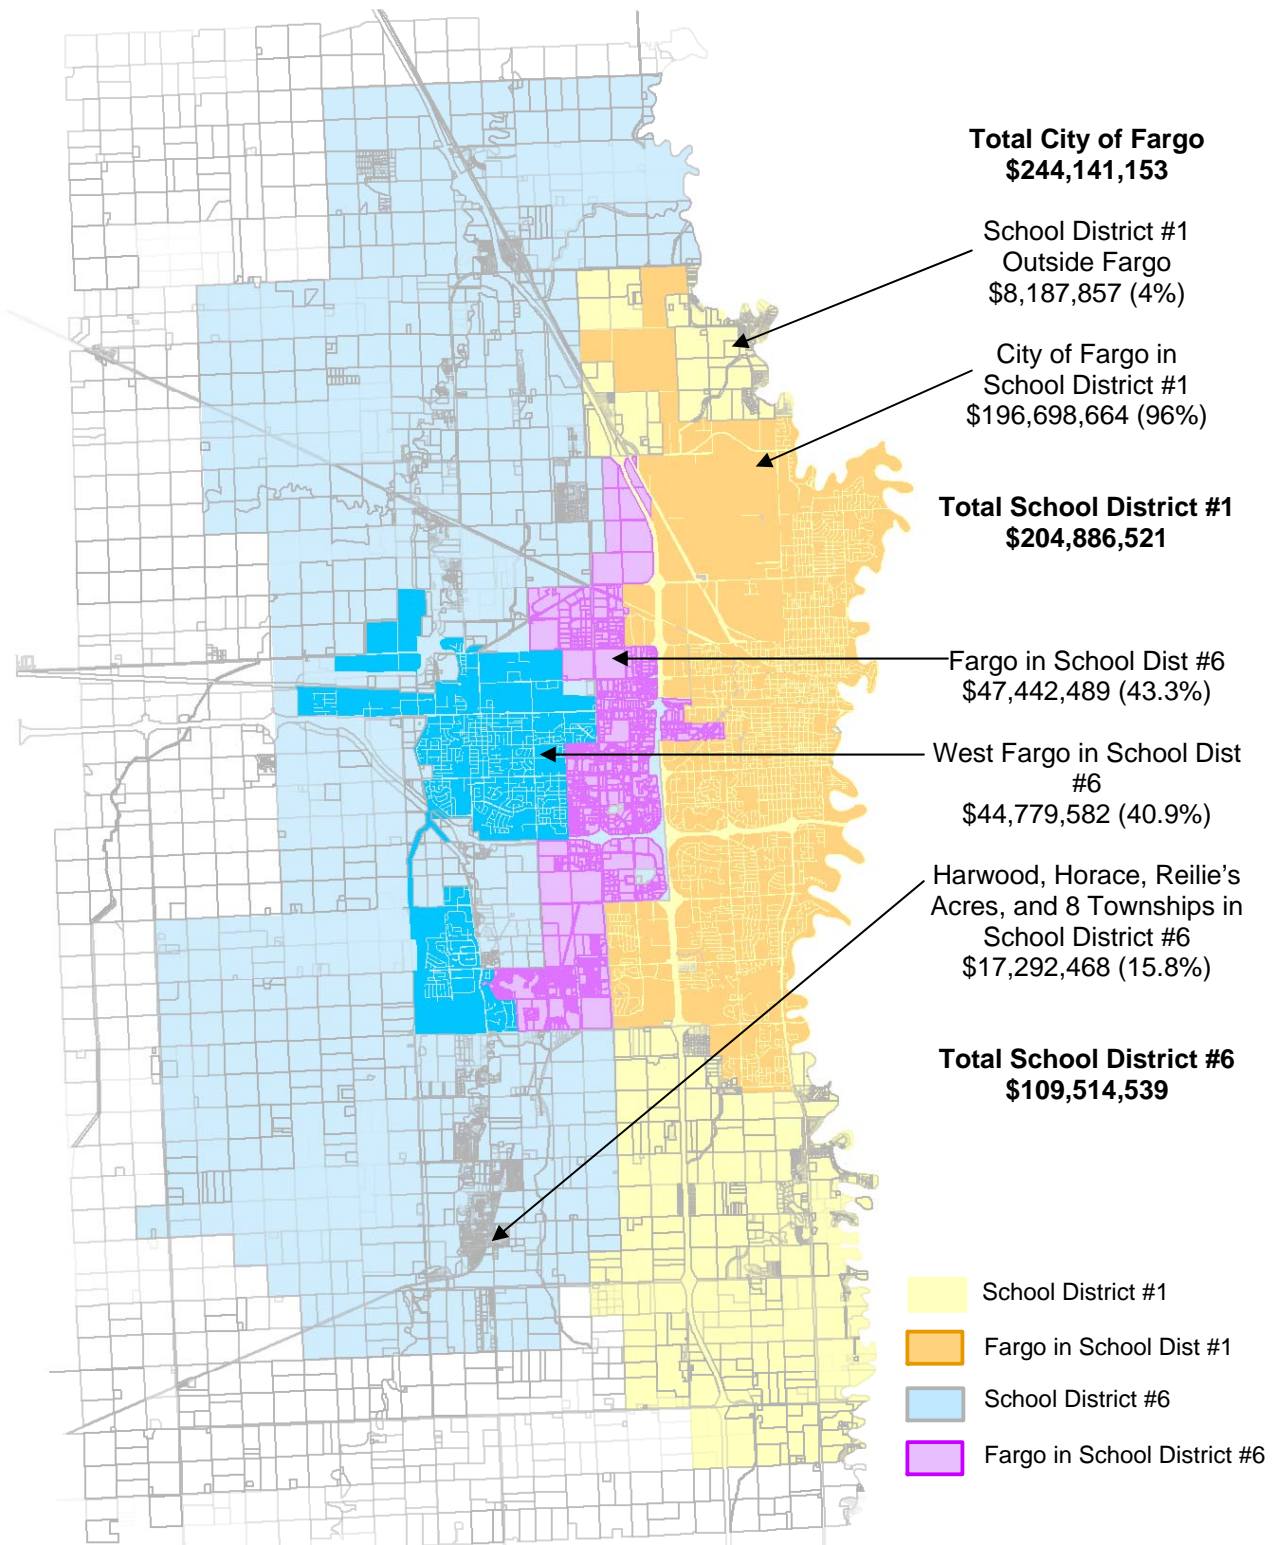 Total City of Fargo
$244,141,153
School District #1
Outside Fargo
$8,187,857 (4%)
City of Fargo in
School District #1
$196,698,664 (96%)
Total School District #1
$204,886,521
Fargo in School Dist #6
$47,442,489 (43.3%)
West Fargo in School Dist
#6
$44,779,582 (40.9%)
Harwood, Horace, Reilie's
Acres, and 8 Townships in
School District #6
$17,292,468 (15.8%)
Total School District #6
$109,514,539
School District #1
Fargo in School Dist #1
School District #6
Fargo in School District #6